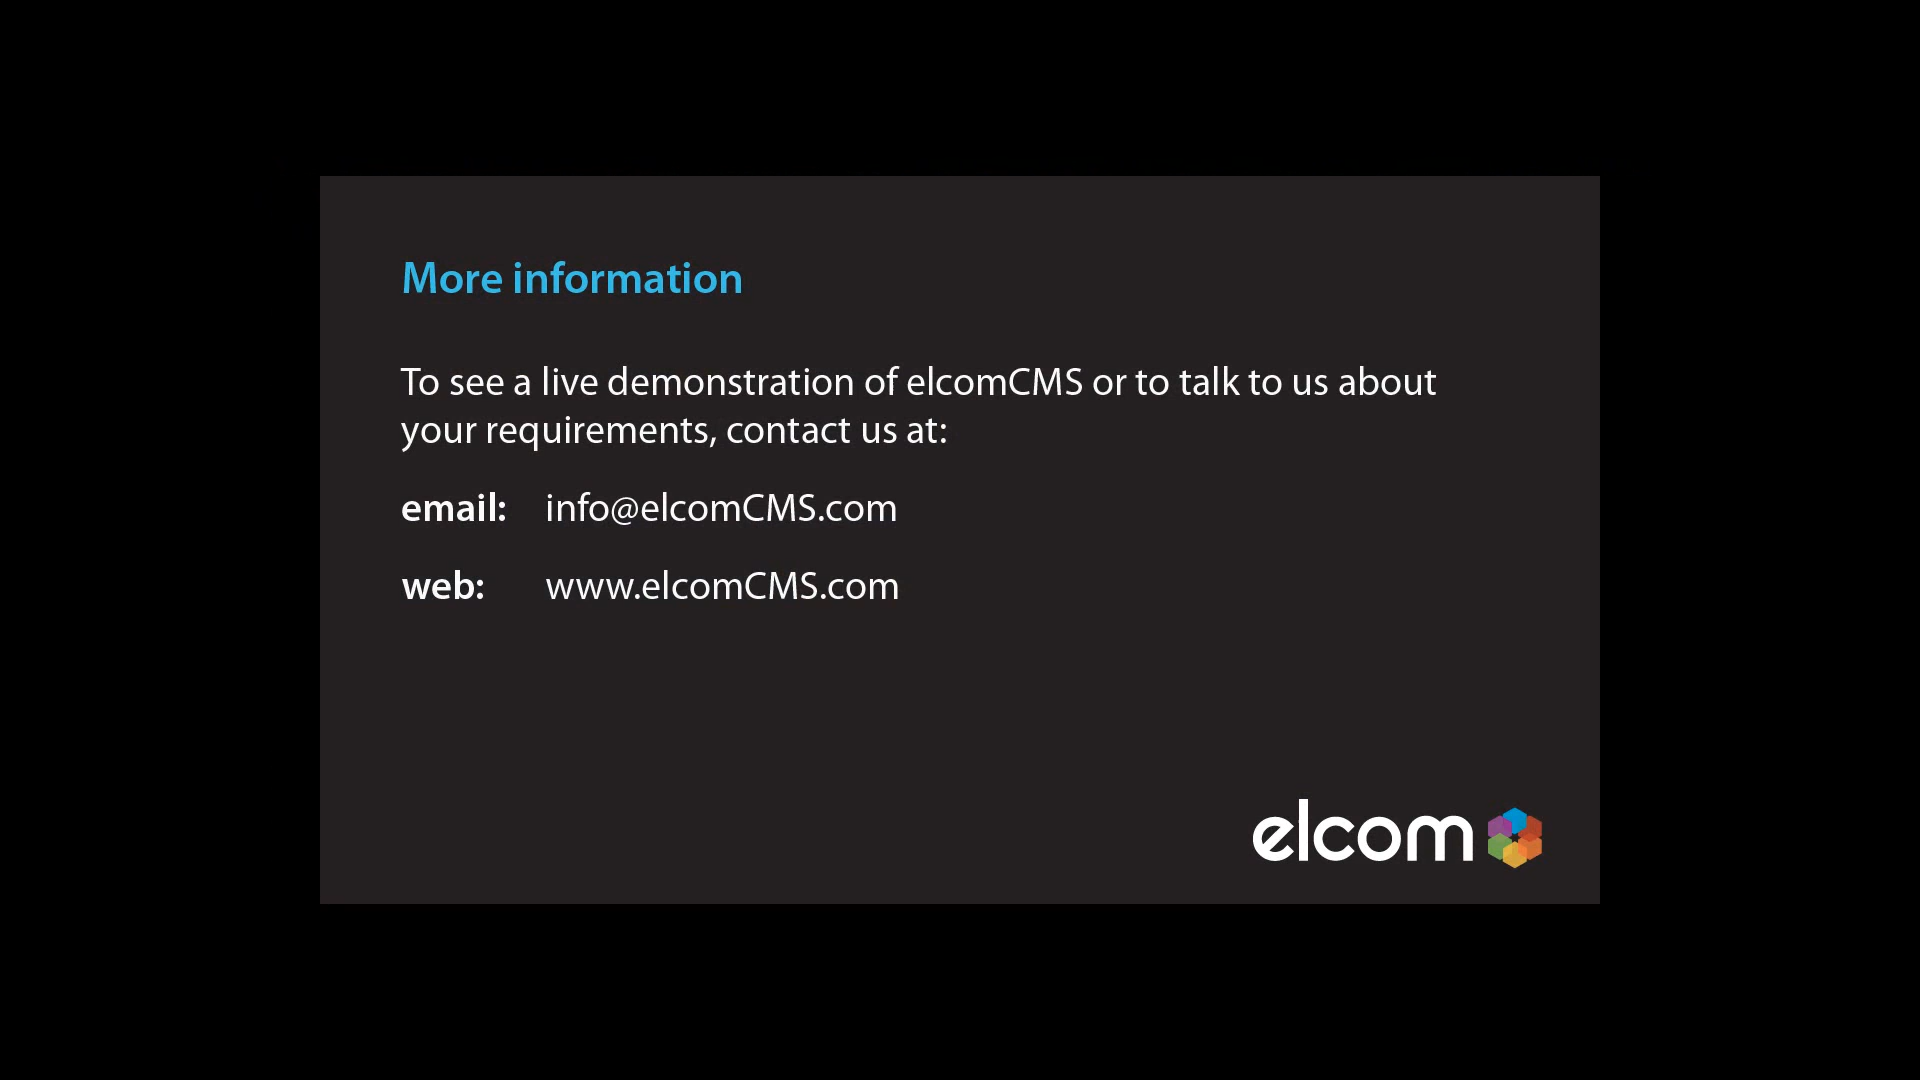 More information
To see a live demonstration of elcomCMS or to talk to us about
your requirements, contact us at:
email: info@elcomCMS.com
web: www.elcomCMS.com
elcom